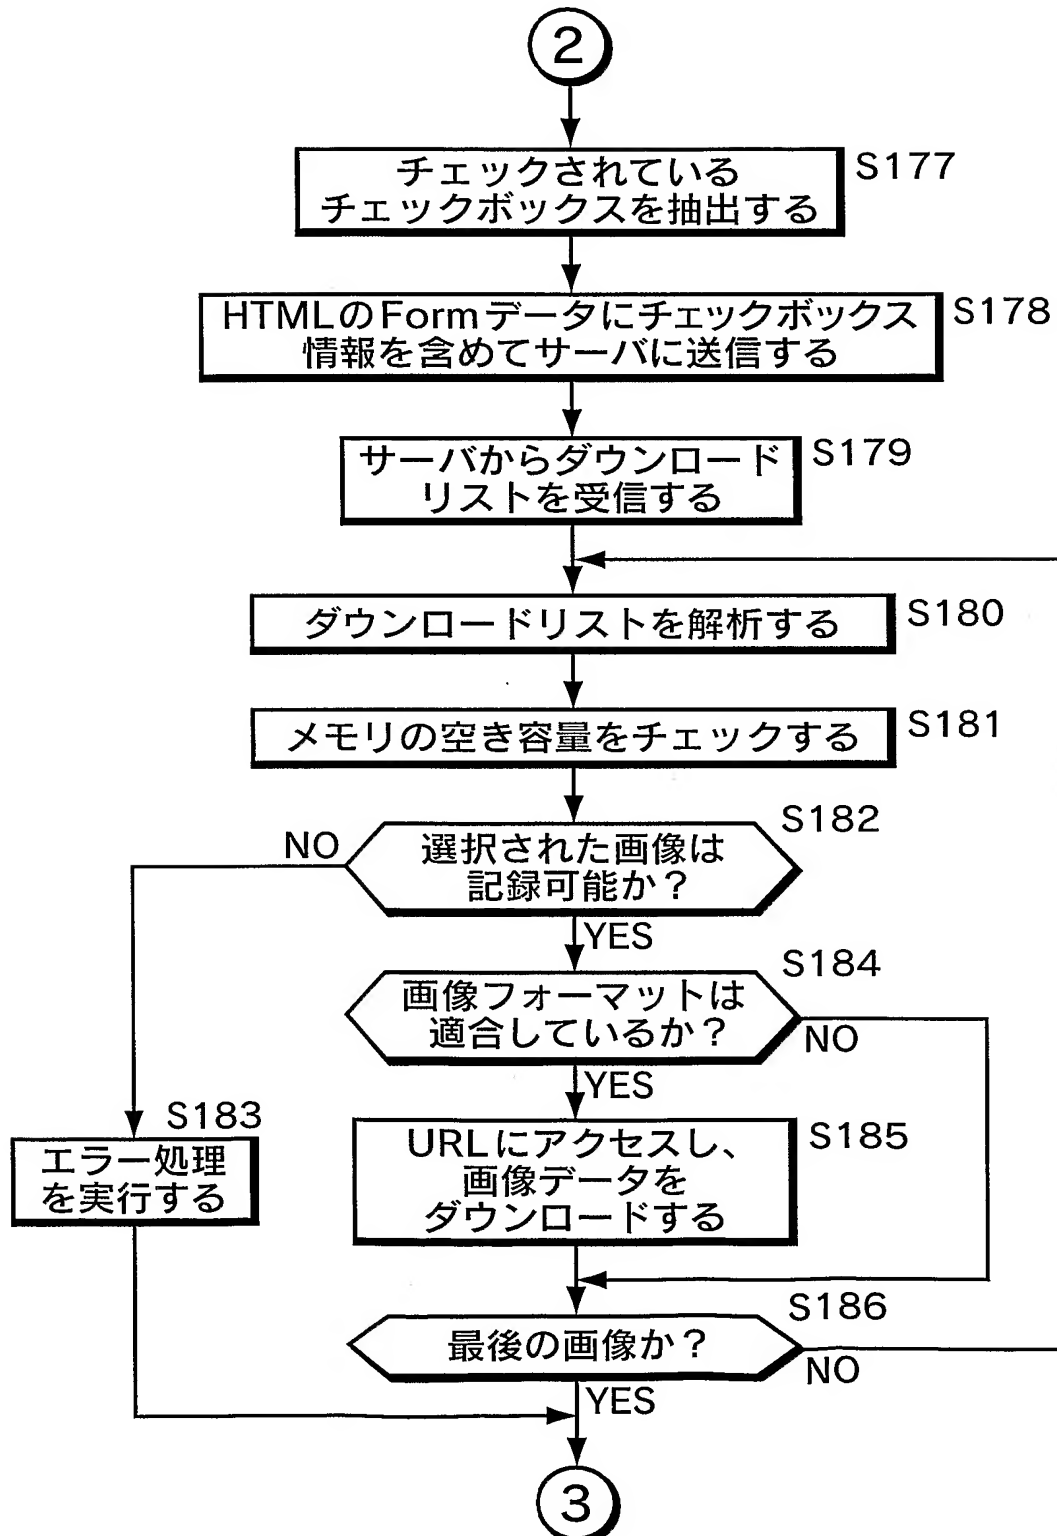 2
チェックされている
チェックボックスを抽出する
S177
HTMLのFormデータにチェックボックス
情報を含めてサーバに送信する
S178
サーバからダウンロード
リストを受信する
S179
ダウンロードリストを解析する
S180
メモリの空き容量をチェックする
S181
選択された画像は
記録可能か？
S182
NO
YES
画像フォーマットは
適合しているか？
S184
NO
YES
S183
エラー処理
を実行する
URLにアクセスし、
画像データを
ダウンロードする
S185
最後の画像か？
S186
NO
YES
3